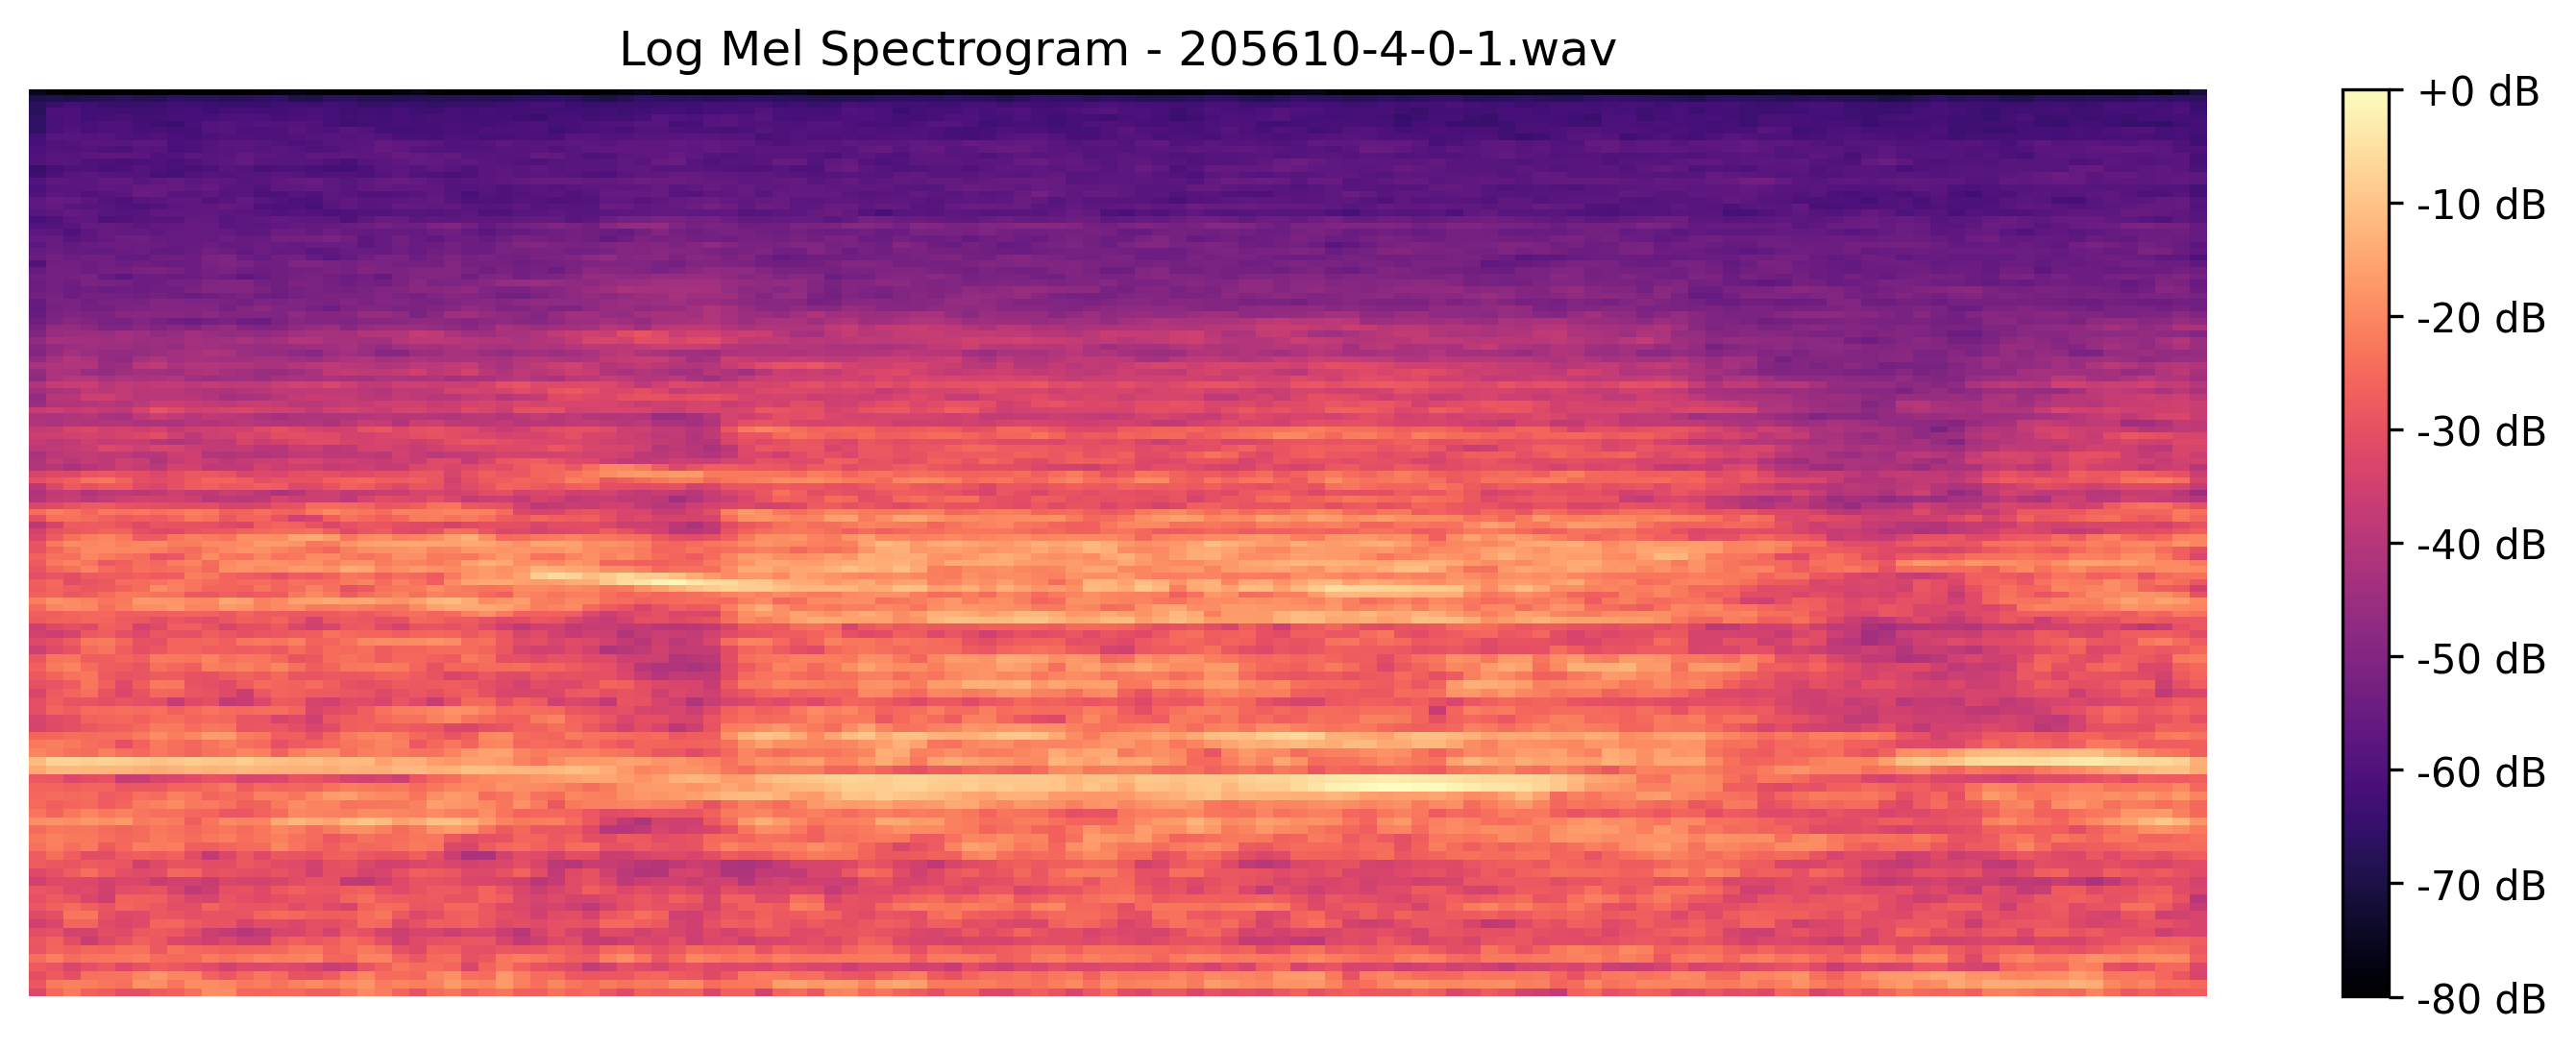 Log Mel Spectrogram - 205610-4-0-1.wav
+0 dB
-10 dB
-20 dB
-30 dB
-40 dB
-50 dB
-60 dB
-70 dB
-80 dB